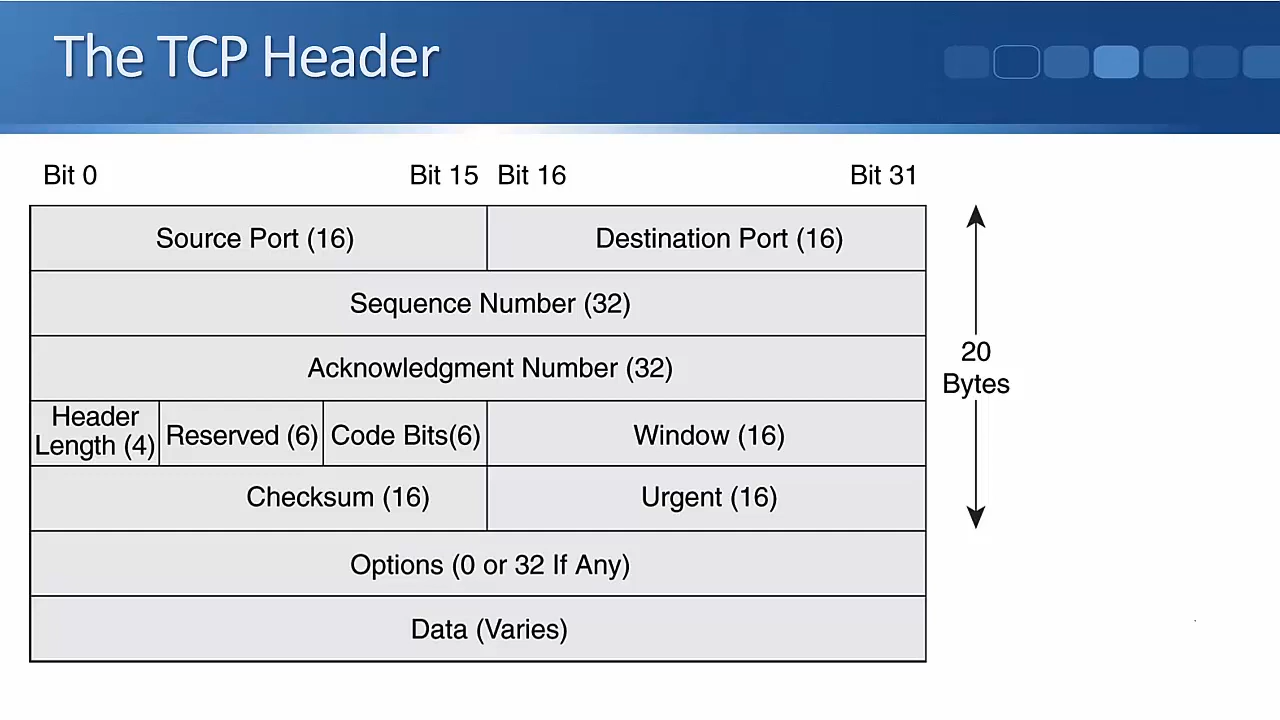 The TCP Header
Bit 0
Bit 15
Bit 16
Bit 31
Source Port (16)
Destination Port (16)
Sequence Number (32)
Acknowledgment Number (32)
20
Bytes
Header
Length (4)
Reserved (6)
Code Bits(6)
Window (16)
Checksum (16)
Urgent (16)
Options (0 or 32 If Any)
Data (Varies)